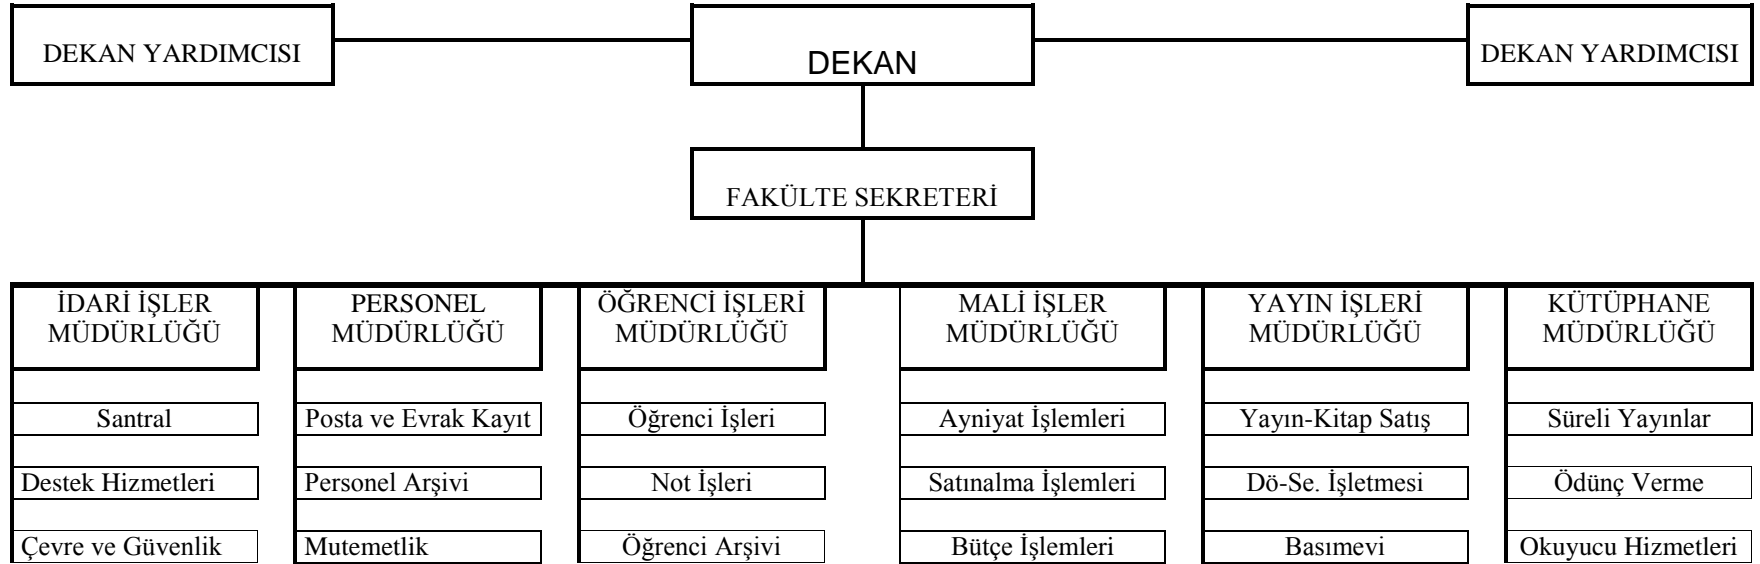 DEKAN YARDIMCISI
DEKAN
DEKAN YARDIMCISI
FAKÜLTE SEKRETERİ
İDARİ İŞLER
MÜDÜRLÜĞÜ
PERSONEL
MÜDÜRLÜĞÜ
ÖĞRENCİ İŞLERİ
MÜDÜRLÜĞÜ
MALİ İŞLER
MÜDÜRLÜĞÜ
YAYIN İŞLERİ
MÜDÜRLÜĞÜ
KÜTÜPHANE
MÜDÜRLÜĞÜ
Santral
Posta ve Evrak Kayıt
Öğrenci İşleri
Ayniyat İşlemleri
Yayın-Kitap Satış
Süreli Yayınlar
Destek Hizmetleri
Personel Arşivi
Not İşleri
Satınalma İşlemleri
Dö-Se. İşletmesi
Ödünç Verme
Çevre ve Güvenlik
Mutemetlik
Öğrenci Arşivi
Bütçe İşlemleri
Basımevi
Okuyucu Hizmetleri